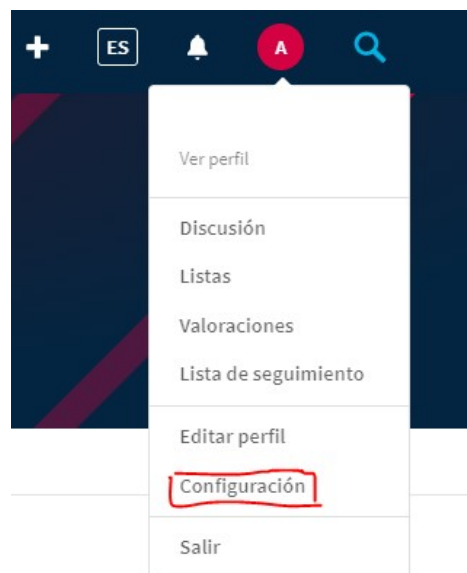 ES
A
Ver perfil
Discusión
Listas
Valoraciones
Lista de seguimiento
Editar perfil
Configuración
Salir